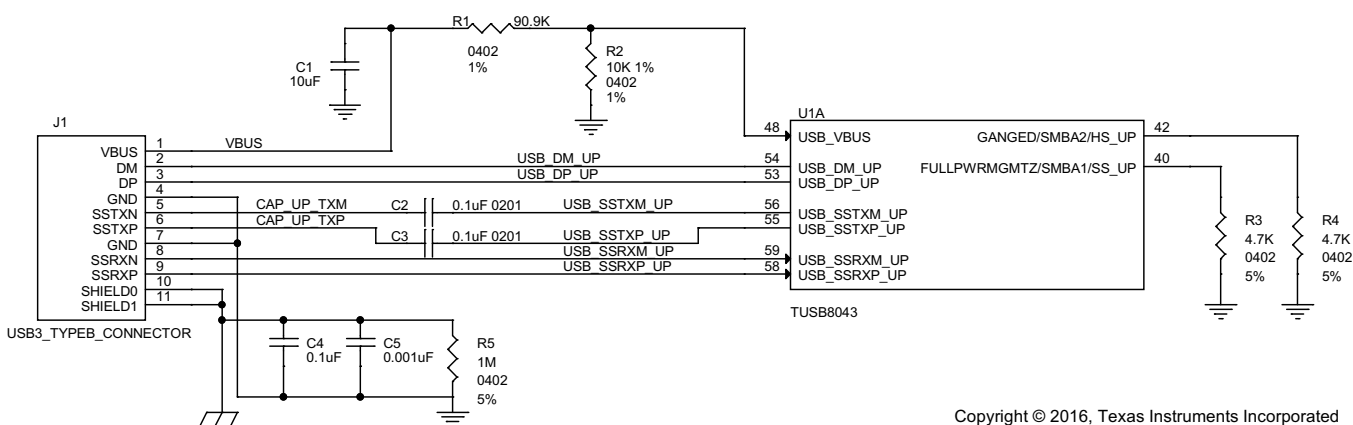 R1 90.9K
0402
1%
C1
10uF
R2
10K 1%
0402
1%
J1
VBUS 1 VBUS
DM 2
DP 3
GND 4
SSTXN 5 CAP_UP_TXM
SSTXP 6 CAP_UP_TXP
GND 7
SSRXN 8
SSRXP 9
SHIELD0 10
SHIELD1 11
USB3_TYPEB_CONNECTOR
C2 0.1uF 0201
C3 0.1uF 0201
USB_DM_UP
USB_DP_UP
USB_SSTXM_UP
USB_SSTXP_UP
USB_SSRXM_UP
USB_SSRXP_UP
U1A
48 USB_VBUS
54 USB_DM_UP
53 USB_DP_UP
56 USB_SSTXM_UP
55 USB_SSTXP_UP
59 USB_SSRXM_UP
58 USB_SSRXP_UP
GANGED/SMBA2/HS_UP 42
FULLPWRMGMTZ/SMBA1/SS_UP 40
TUSB8043
R3
4.7K
0402
5%
R4
4.7K
0402
5%
C4
0.1uF
C5
0.001uF
R5
1M
0402
5%
Copyright © 2016, Texas Instruments Incorporated